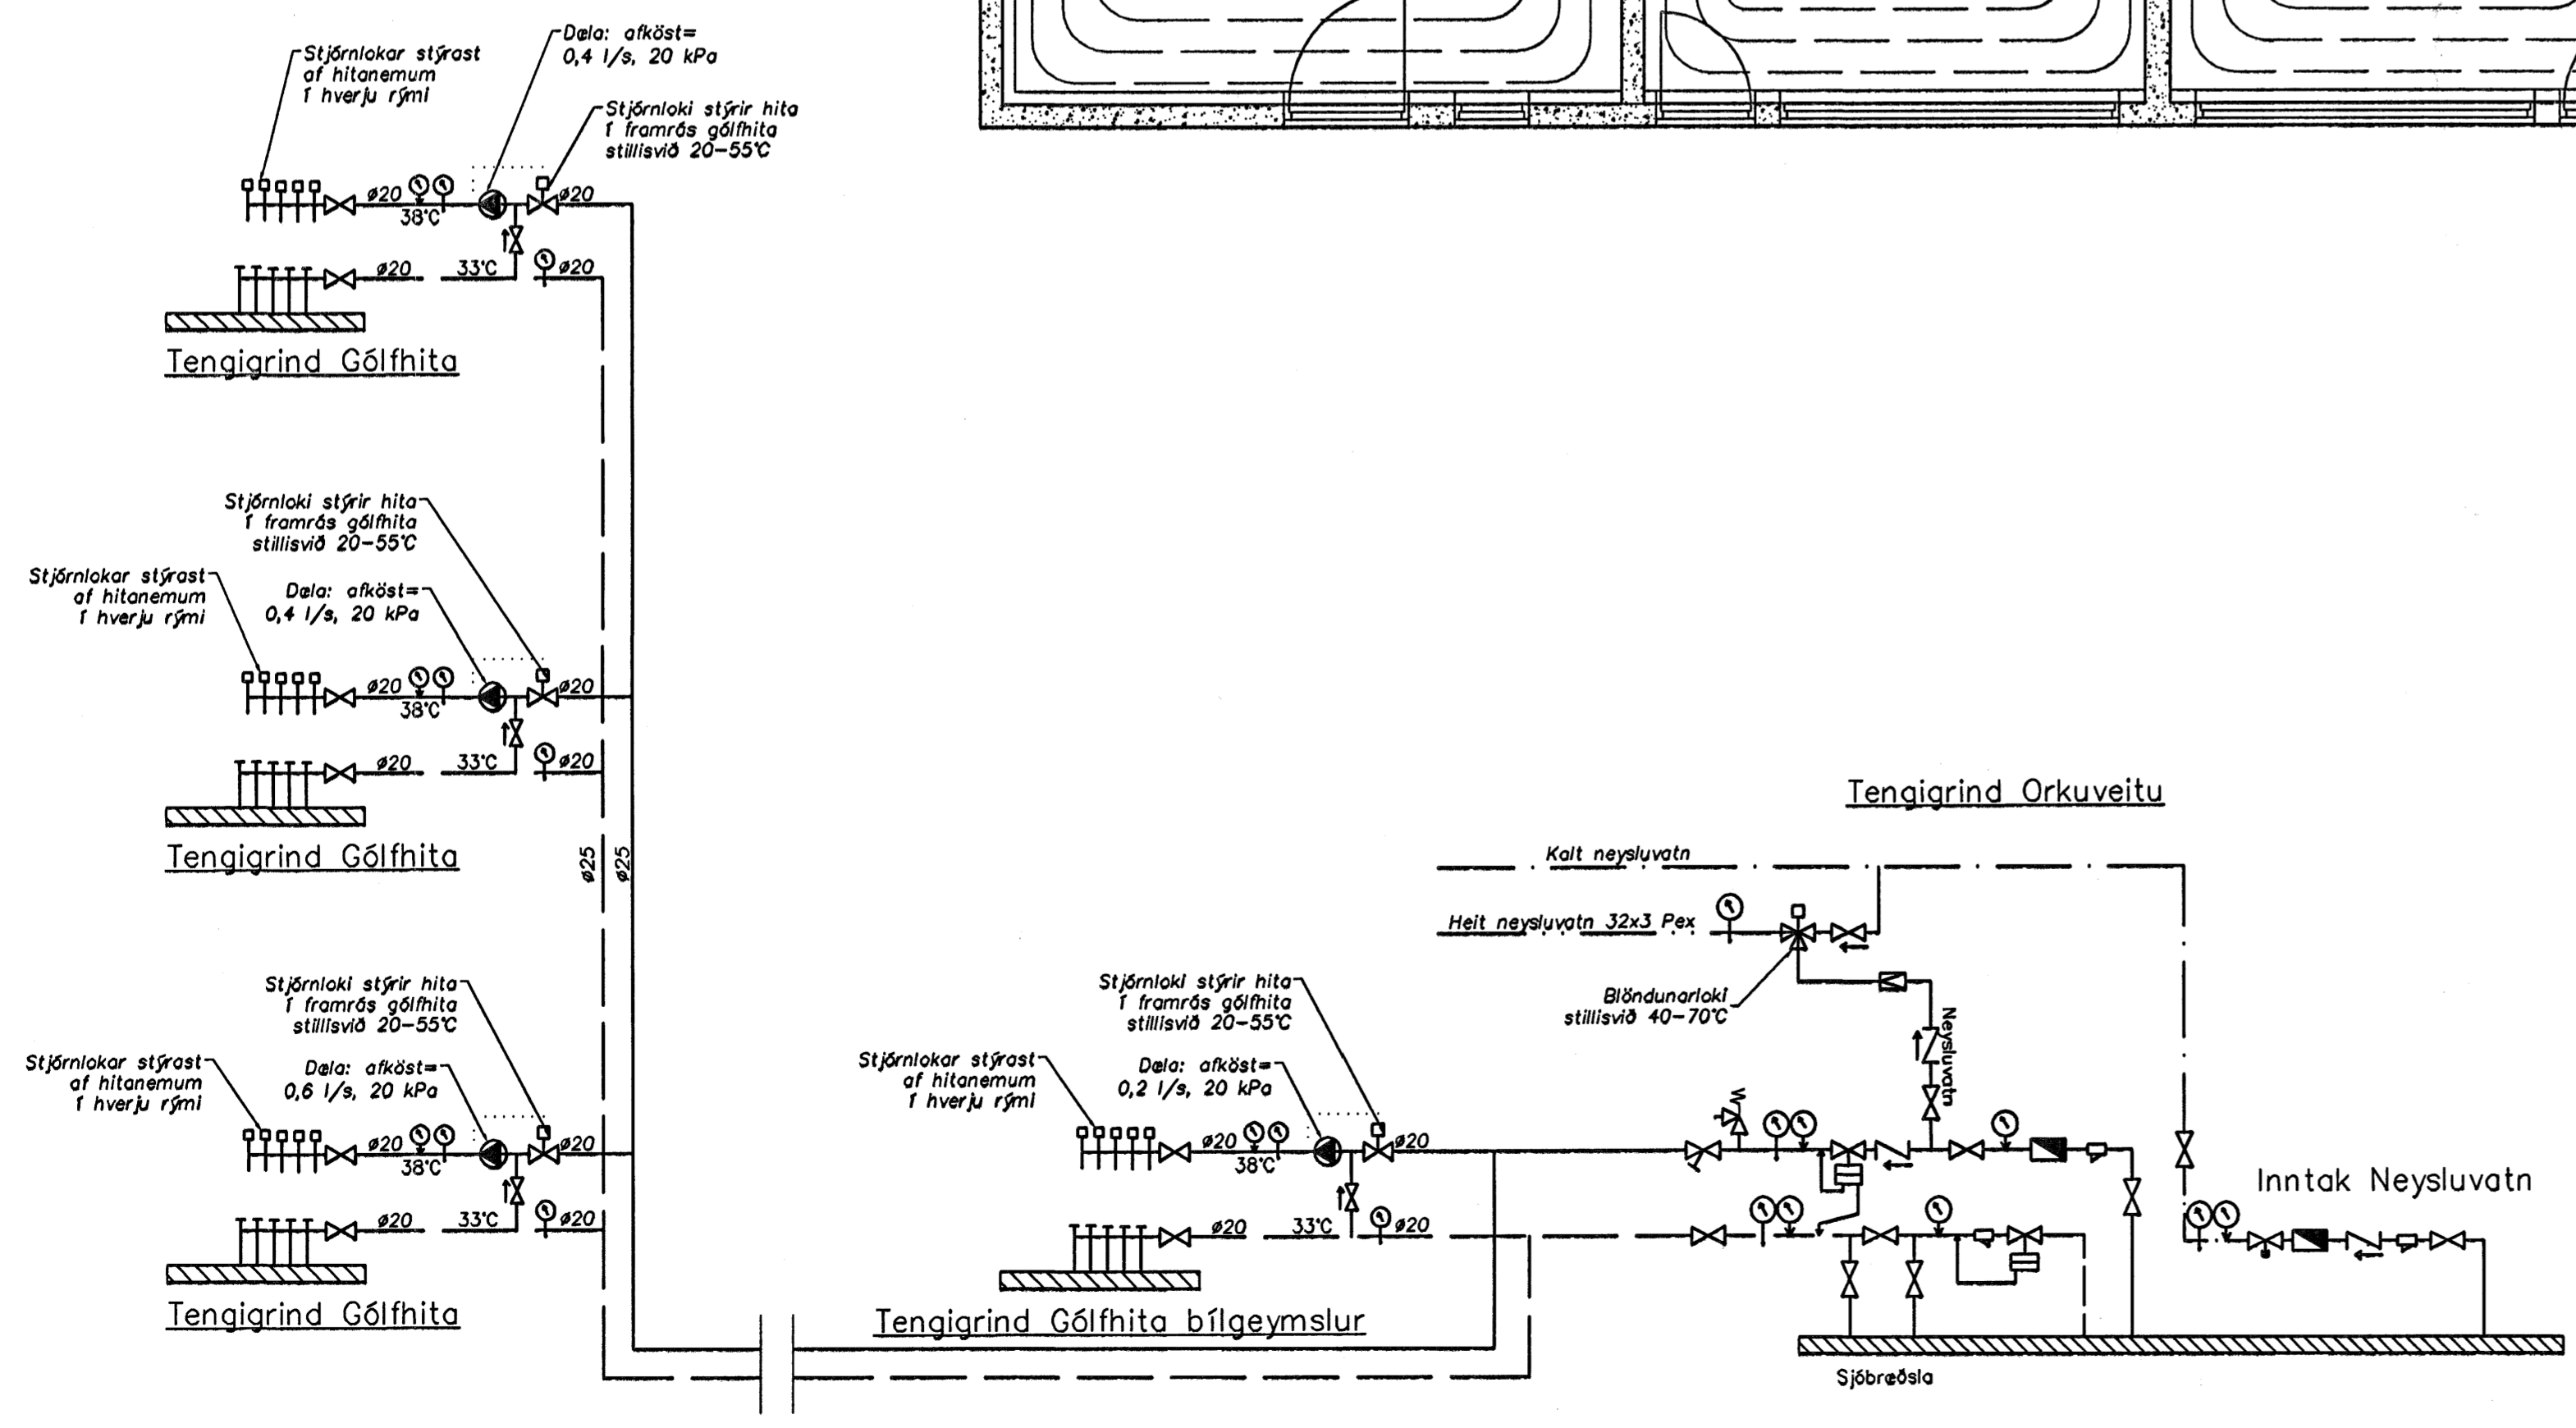 Stjórnlokar stýrast
af hitanemum
í hverju rými
Dæla: afköst=
0,4 l/s, 20 kPa
Stjórnloki stýrir hita
í framrás gólfhita
stillisvið 20-55°C
ø20
38°C
ø20
ø20
33°C
ø20
Tengigrind Gólfhita
Stjórnloki stýrir hita
í framrás gólfhita
stillisvið 20-55°C
Stjórnlokar stýrast
af hitanemum
í hverju rými
Dæla: afköst=
0,4 l/s, 20 kPa
ø20
38°C
ø20
ø20
33°C
ø20
Tengigrind Gólfhita
ø25
ø25
Stjórnloki stýrir hita
í framrás gólfhita
stillisvið 20-55°C
Stjórnlokar stýrast
af hitanemum
í hverju rými
Dæla: afköst=
0,6 l/s, 20 kPa
ø20
38°C
ø20
ø20
33°C
ø20
Tengigrind Gólfhita
Stjórnloki stýrir hita
í framrás gólfhita
stillisvið 20-55°C
Stjórnlokar stýrast
af hitanemum
í hverju rými
Dæla: afköst=
0,2 l/s, 20 kPa
ø20
38°C
ø20
ø20
33°C
ø20
Tengigrind Gólfhita bílgeymslur
Tengigrind Orkuveitu
Kalt neysluvatn
Heit neysluvatn 32x3 Pex
Blöndunarloki
stillisvið 40-70°C
Neysluvatn
Inntak Neysluvatn
Sjóbræðsla